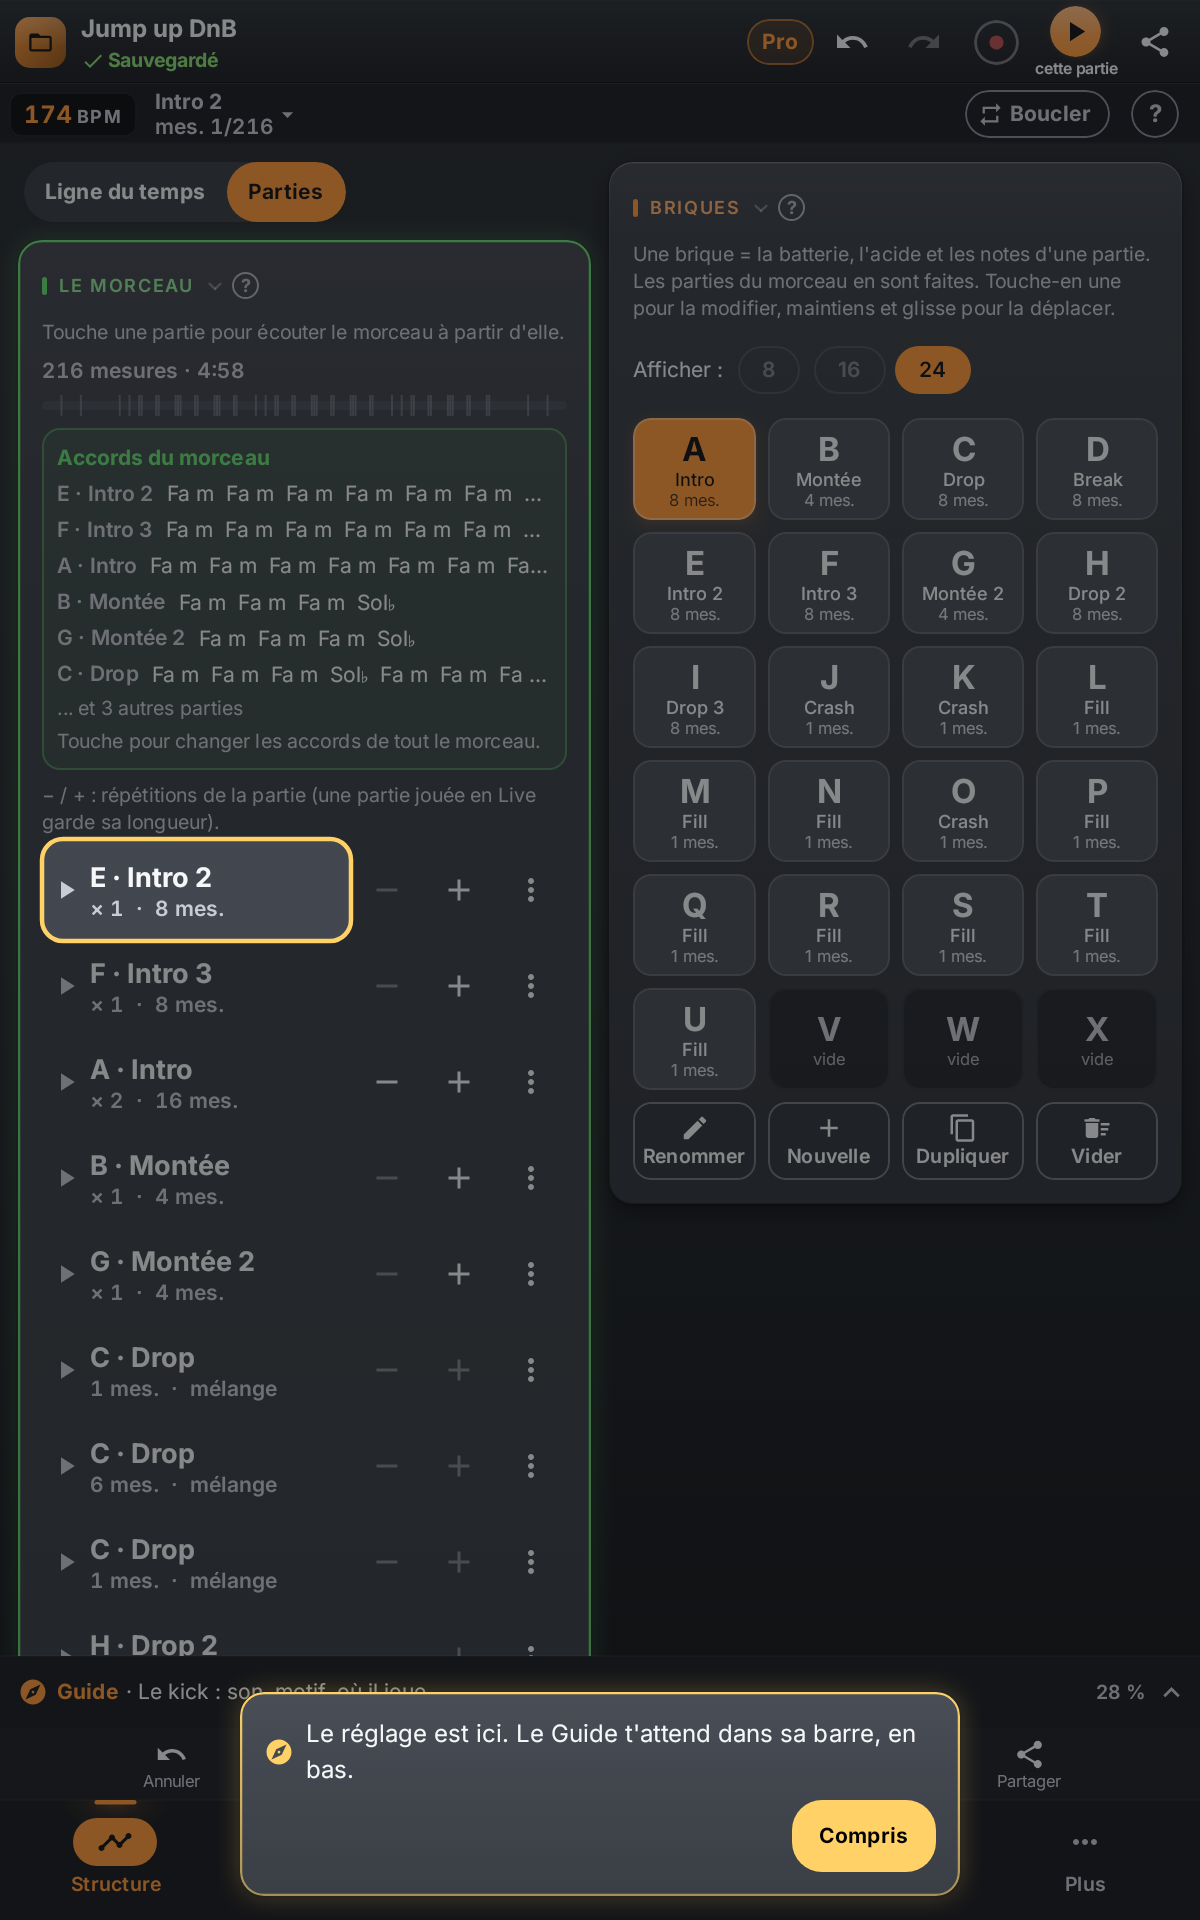 Jump up DnB
Sauvegardé
Pro
cette partie
174 BPM
Intro 2
mes. 1/216
Boucler
?
Ligne du temps
Parties
LE MORCEAU
?
Touche une partie pour écouter le morceau à partir d'elle.
216 mesures · 4:58
Accords du morceau
E · Intro 2 Fa m Fa m Fa m Fa m Fa m Fa m ...
F · Intro 3 Fa m Fa m Fa m Fa m Fa m Fa m ...
A · Intro Fa m Fa m Fa m Fa m Fa m Fa m Fa...
B · Montée Fa m Fa m Fa m Sol♭
G · Montée 2 Fa m Fa m Fa m Sol♭
C · Drop Fa m Fa m Fa m Sol♭ Fa m Fa m Fa ...
... et 3 autres parties
Touche pour changer les accords de tout le morceau.
− / + : répétitions de la partie (une partie jouée en Live
garde sa longueur).
E · Intro 2
× 1 · 8 mes.
F · Intro 3
× 1 · 8 mes.
A · Intro
× 2 · 16 mes.
B · Montée
× 1 · 4 mes.
G · Montée 2
× 1 · 4 mes.
C · Drop
1 mes. · mélange
C · Drop
6 mes. · mélange
C · Drop
1 mes. · mélange
H · Drop 2
BRIQUES
?
Une brique = la batterie, l'acide et les notes d'une partie.
Les parties du morceau en sont faites. Touche-en une
pour la modifier, maintiens et glisse pour la déplacer.
Afficher : 8 16 24
A
Intro
8 mes.
B
Montée
4 mes.
C
Drop
8 mes.
D
Break
8 mes.
E
Intro 2
8 mes.
F
Intro 3
8 mes.
G
Montée 2
4 mes.
H
Drop 2
8 mes.
I
Drop 3
8 mes.
J
Crash
1 mes.
K
Crash
1 mes.
L
Fill
1 mes.
M
Fill
1 mes.
N
Fill
1 mes.
O
Crash
1 mes.
P
Fill
1 mes.
Q
Fill
1 mes.
R
Fill
1 mes.
S
Fill
1 mes.
T
Fill
1 mes.
U
Fill
1 mes.
V
vide
W
vide
X
vide
Renommer
Nouvelle
Dupliquer
Vider
Guide · Le kick : son, motif, où il joue
28 %
Le réglage est ici. Le Guide t'attend dans sa barre, en
bas.
Compris
Annuler
Partager
Structure
Plus